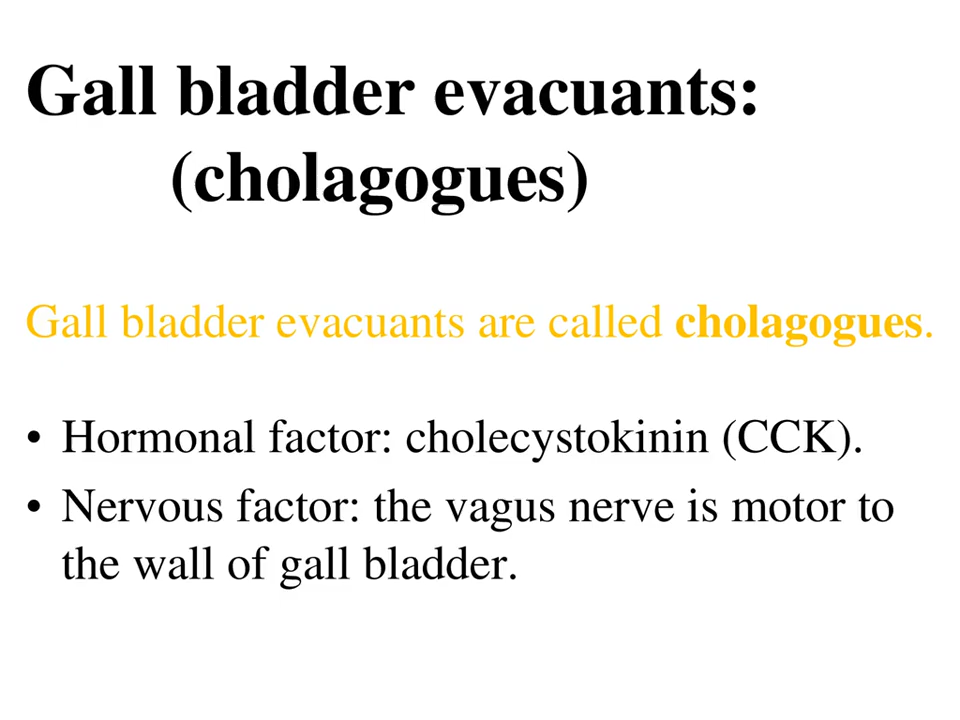 Gall bladder evacuants:
(cholagogues)
Gall bladder evacuants are called cholagogues.
• Hormonal factor: cholecystokinin (CCK).
• Nervous factor: the vagus nerve is motor to
the wall of gall bladder.